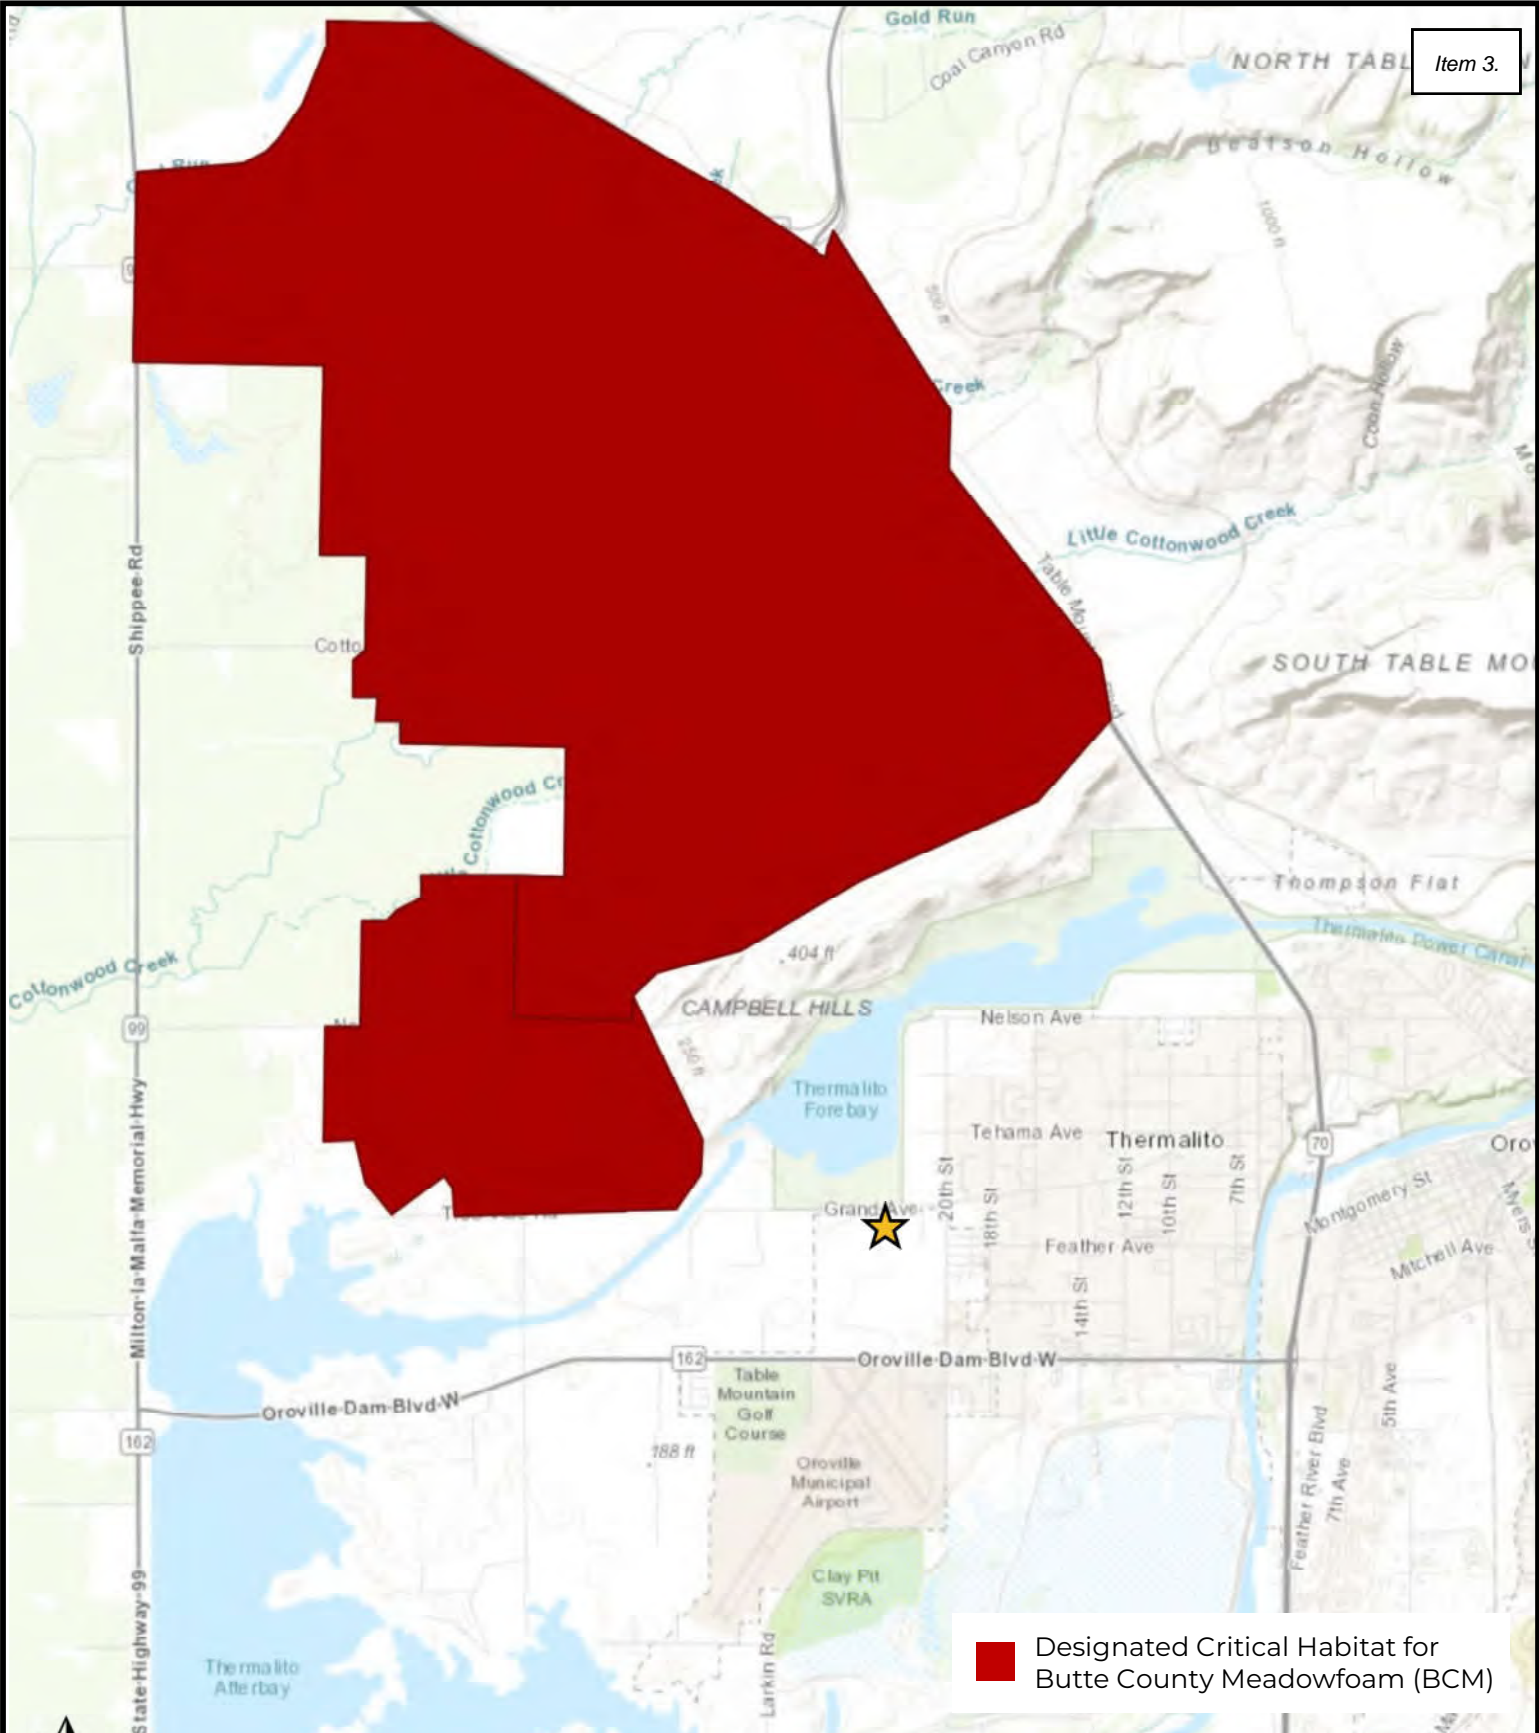 Gold Run
Coal Canyon Rd
Item 3.
NORTH TABL
Beatson Hollow
Run
1000 ft
500 ft
Creek
Coon Hollow
Little Cottonwood Creek
Table Mou
Shippee Rd
Cotto
SOUTH TABLE MO
Cottonwood Cr
Thompson Flat
Thermalito Power Canal
404 ft
Cottonwood Creek
CAMPBELL HILLS
Nelson Ave
99
250 ft
Thermalito
Forebay
Tehama Ave
Thermalito
70
Oro
Milton la Malfa Memorial Hwy
20th St
18th St
12th St
10th St
7th St
Montgomery St
Myers
Grand Ave
Feather Ave
Mitchell Ave
14th St
162
Oroville Dam Blvd W
Oroville Dam Blvd W
Table
Mountain
Golf
Course
5th Ave
162
188 ft
Oroville
Municipal
Airport
Feather River Blvd
7th Ave
Clay Pit
SVRA
State Highway 99
Thermalito
Afterbay
Larkin Rd
Designated Critical Habitat for
Butte County Meadowfoam (BCM)